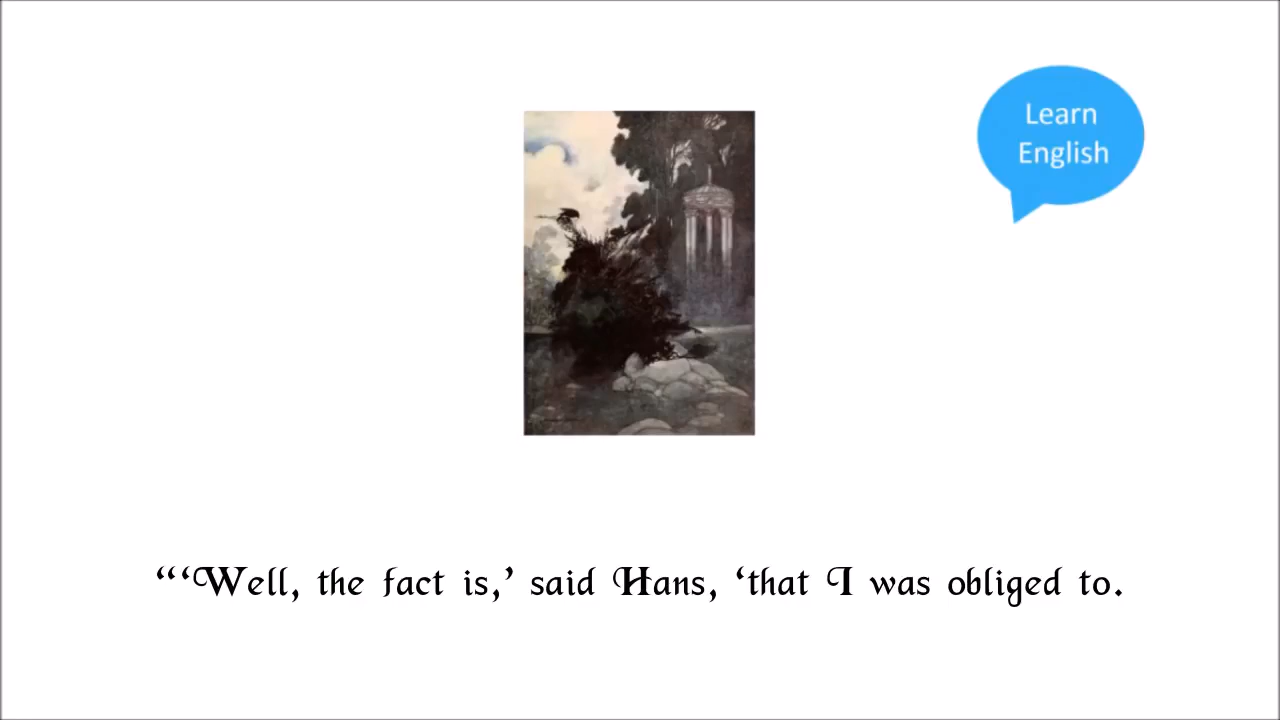 Learn
English
“‘Well, the fact is,’ said Hans, ‘that I was obliged to.